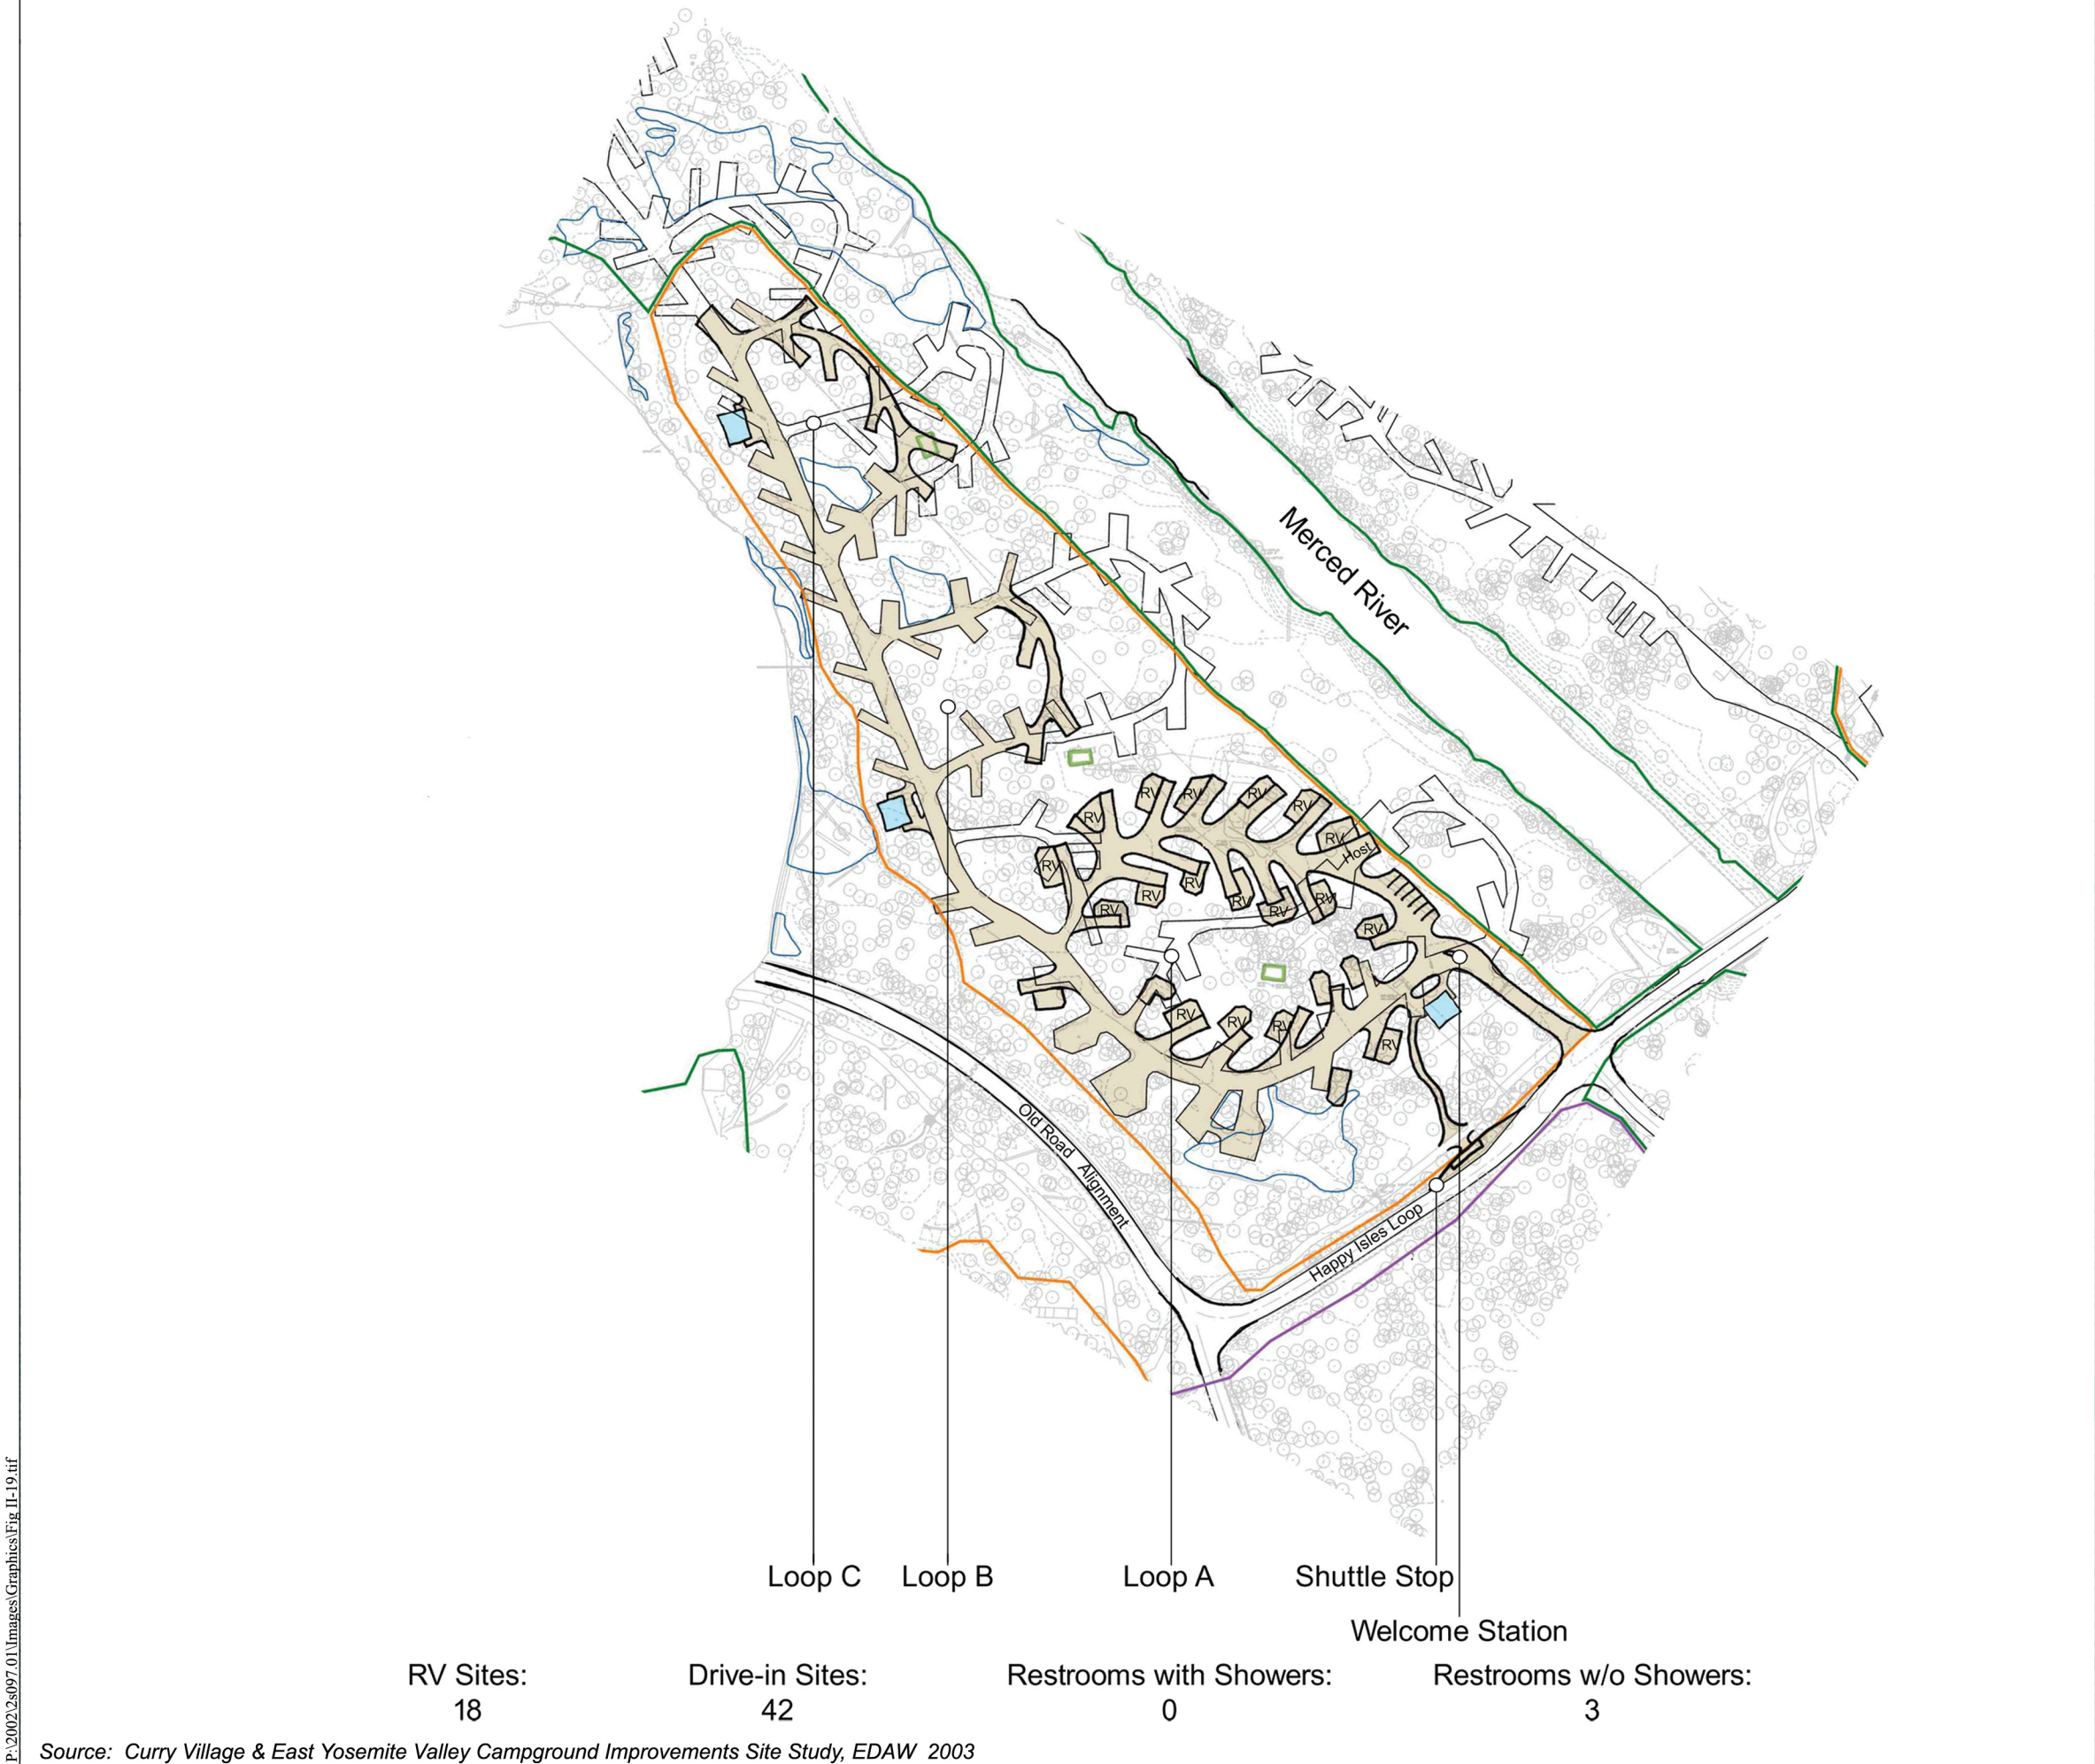 Merced River
RV
RV
RV
RV
RV
RV
Host
RV
RV
RV
RV
RV
RV
RV
RV
RV
RV
RV
RV
Old Road Alignment
Happy Isles Loop
Loop C
Loop B
Loop A
Shuttle Stop
Welcome Station
RV Sites:
18
Drive-in Sites:
42
Restrooms with Showers:
0
Restrooms w/o Showers:
3
Source: Curry Village & East Yosemite Valley Campground Improvements Site Study, EDAW 2003
P:\2002\2s097.01\Images\Graphics\Fig II-19.tif